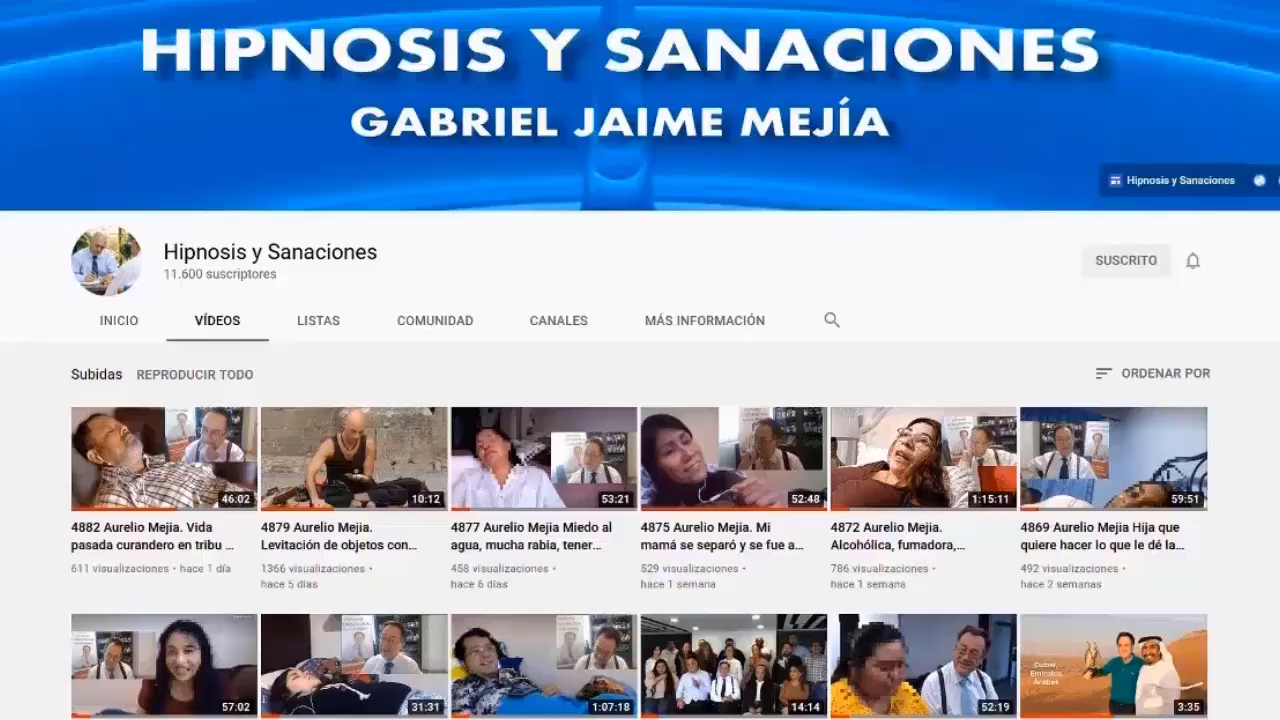 HIPNOSIS Y SANACIONES
GABRIEL JAIME MEJÍA
Hipnosis y Sanaciones
Hipnosis y Sanaciones
11.600 suscriptores
SUSCRITO
INICIO VÍDEOS LISTAS COMUNIDAD CANALES MÁS INFORMACIÓN
Subidas REPRODUCIR TODO ORDENAR POR
46:02 10:12 53:21 52:48 1:15:11 59:51
4882 Aurelio Mejia. Vida
pasada curandero en tribu ...
611 visualizaciones • hace 1 día
4879 Aurelio Mejia.
Levitación de objetos con...
1366 visualizaciones •
hace 5 días
4877 Aurelio Mejia Miedo al
agua, mucha rabia, tener...
458 visualizaciones •
hace 6 días
4875 Aurelio Mejia. Mi
mamá se separó y se fue a...
529 visualizaciones •
hace 1 semana
4872 Aurelio Mejia.
Alcohólica, fumadora,...
786 visualizaciones •
hace 1 semana
4869 Aurelio Mejia Hija que
quiere hacer lo que le dé la...
492 visualizaciones •
hace 2 semanas
Dubai,
Emiratos
Árabes
57:02 31:31 1:07:18 14:14 52:19 3:35